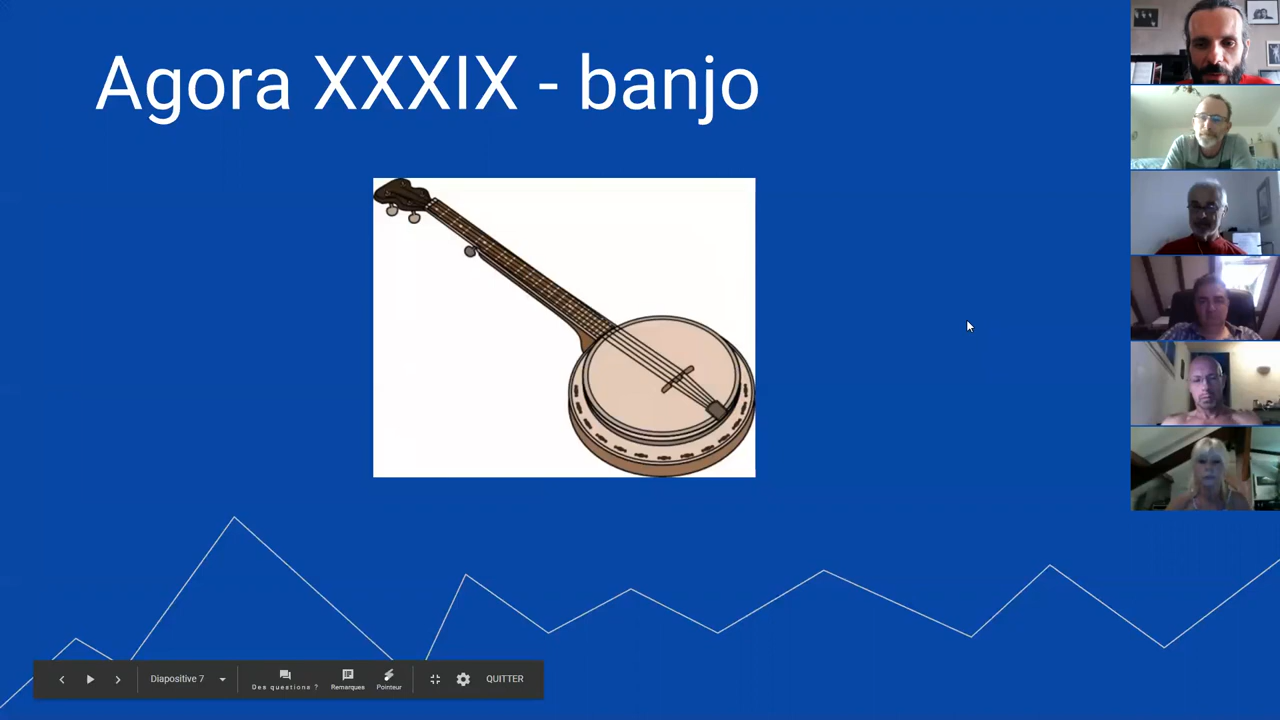 Agora XXXIX - banjo
Diapositive 7
Des questions ?
Remarques
Pointeur
QUITTER